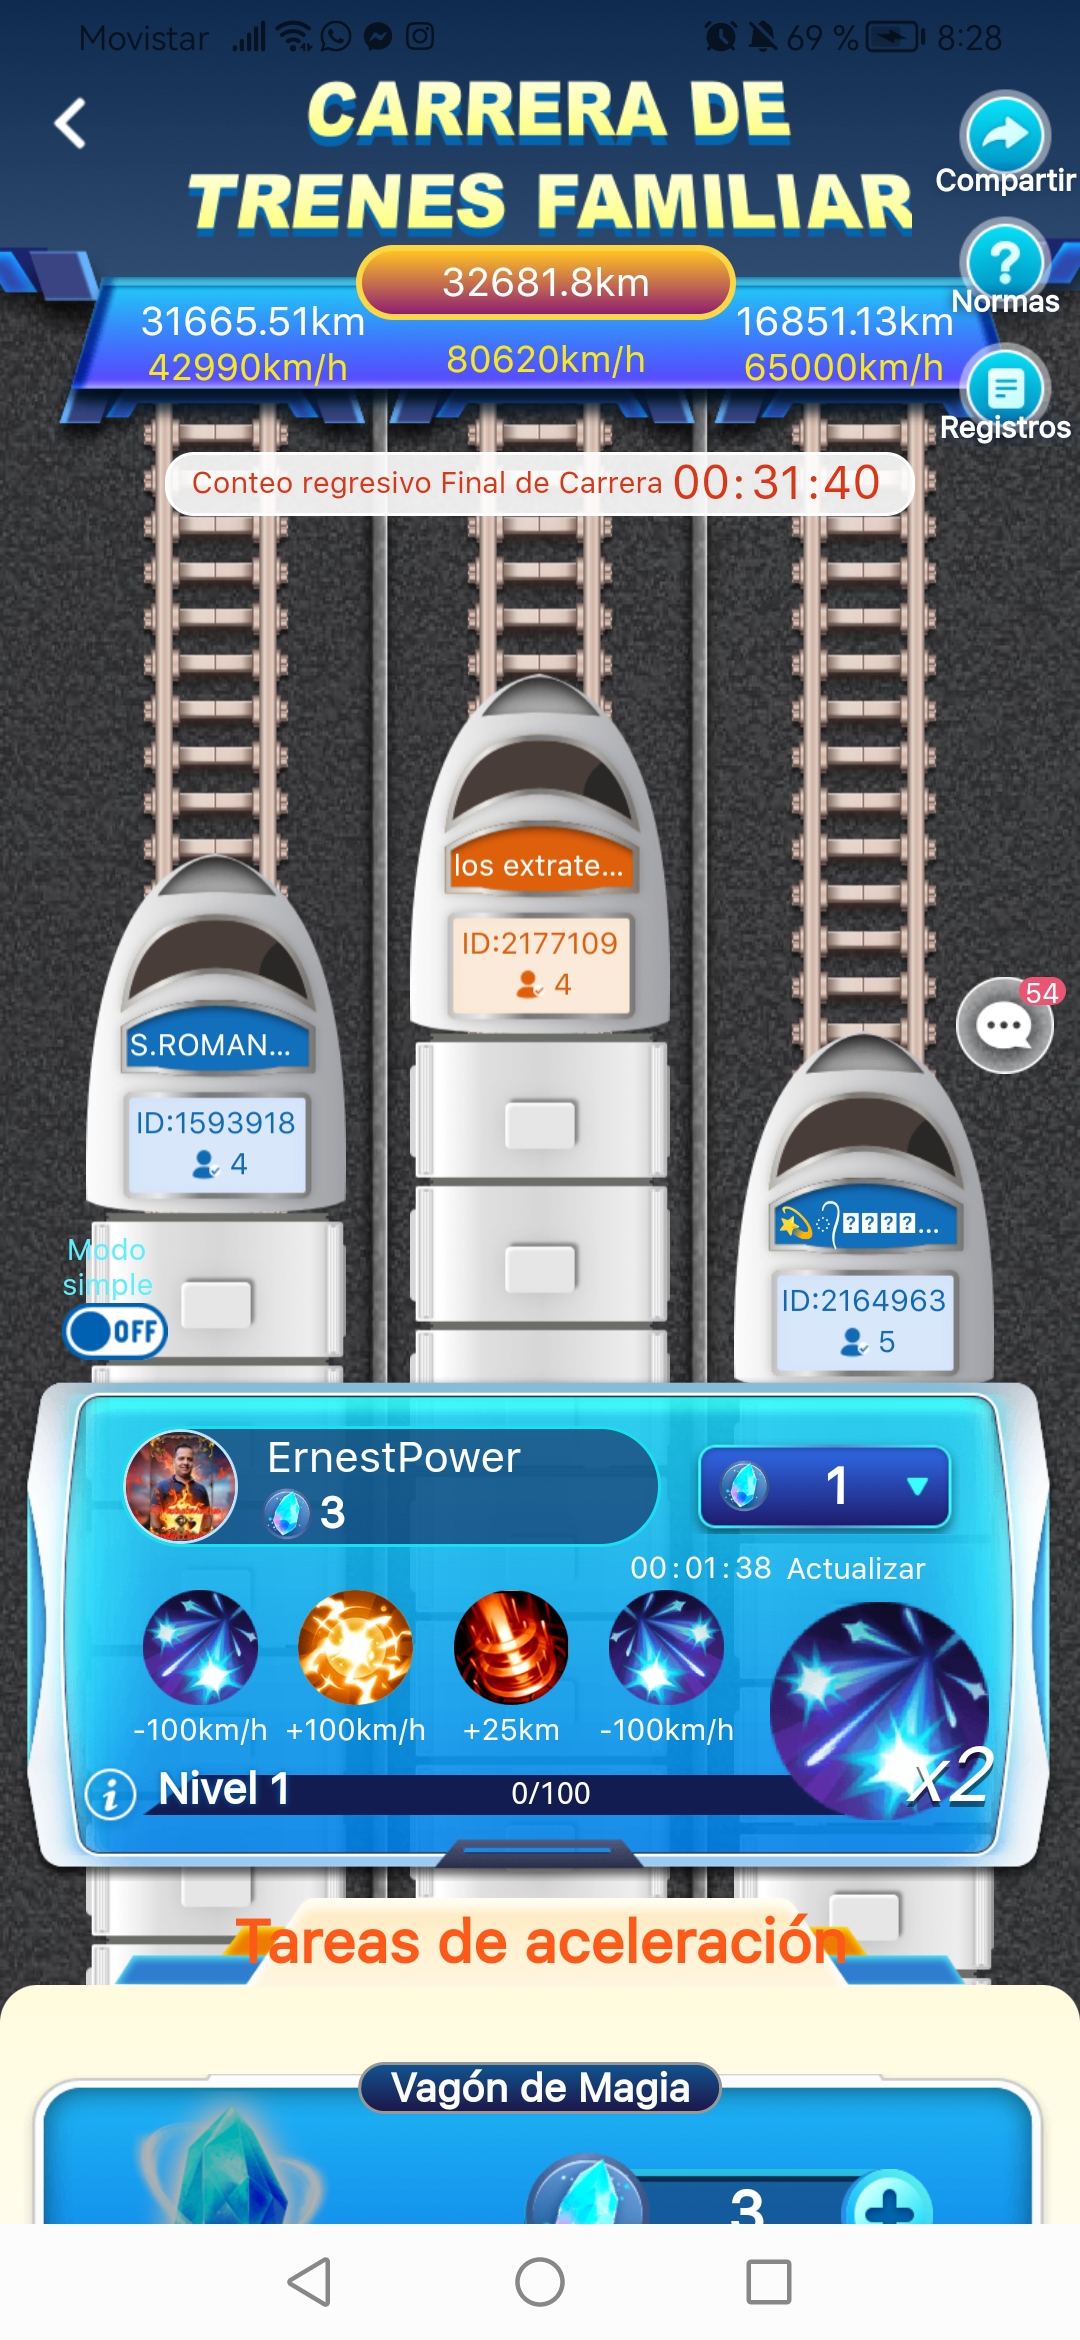 Movistar 69 % 8:28
CARRERA DE
TRENES FAMILIAR
Compartir
Normas
Registros
32681.8km
31665.51km
16851.13km
42990km/h
80620km/h
65000km/h
Conteo regresivo Final de Carrera 00:31:40
los extrate...
ID:2177109
4
54
S.ROMAN...
ID:1593918
4
...
ID:2164963
5
Modo
simple
OFF
ErnestPower
3
1
00:01:38 Actualizar
-100km/h +100km/h +25km -100km/h
x2
Nivel 1
0/100
Tareas de aceleración
Vagón de Magia
3